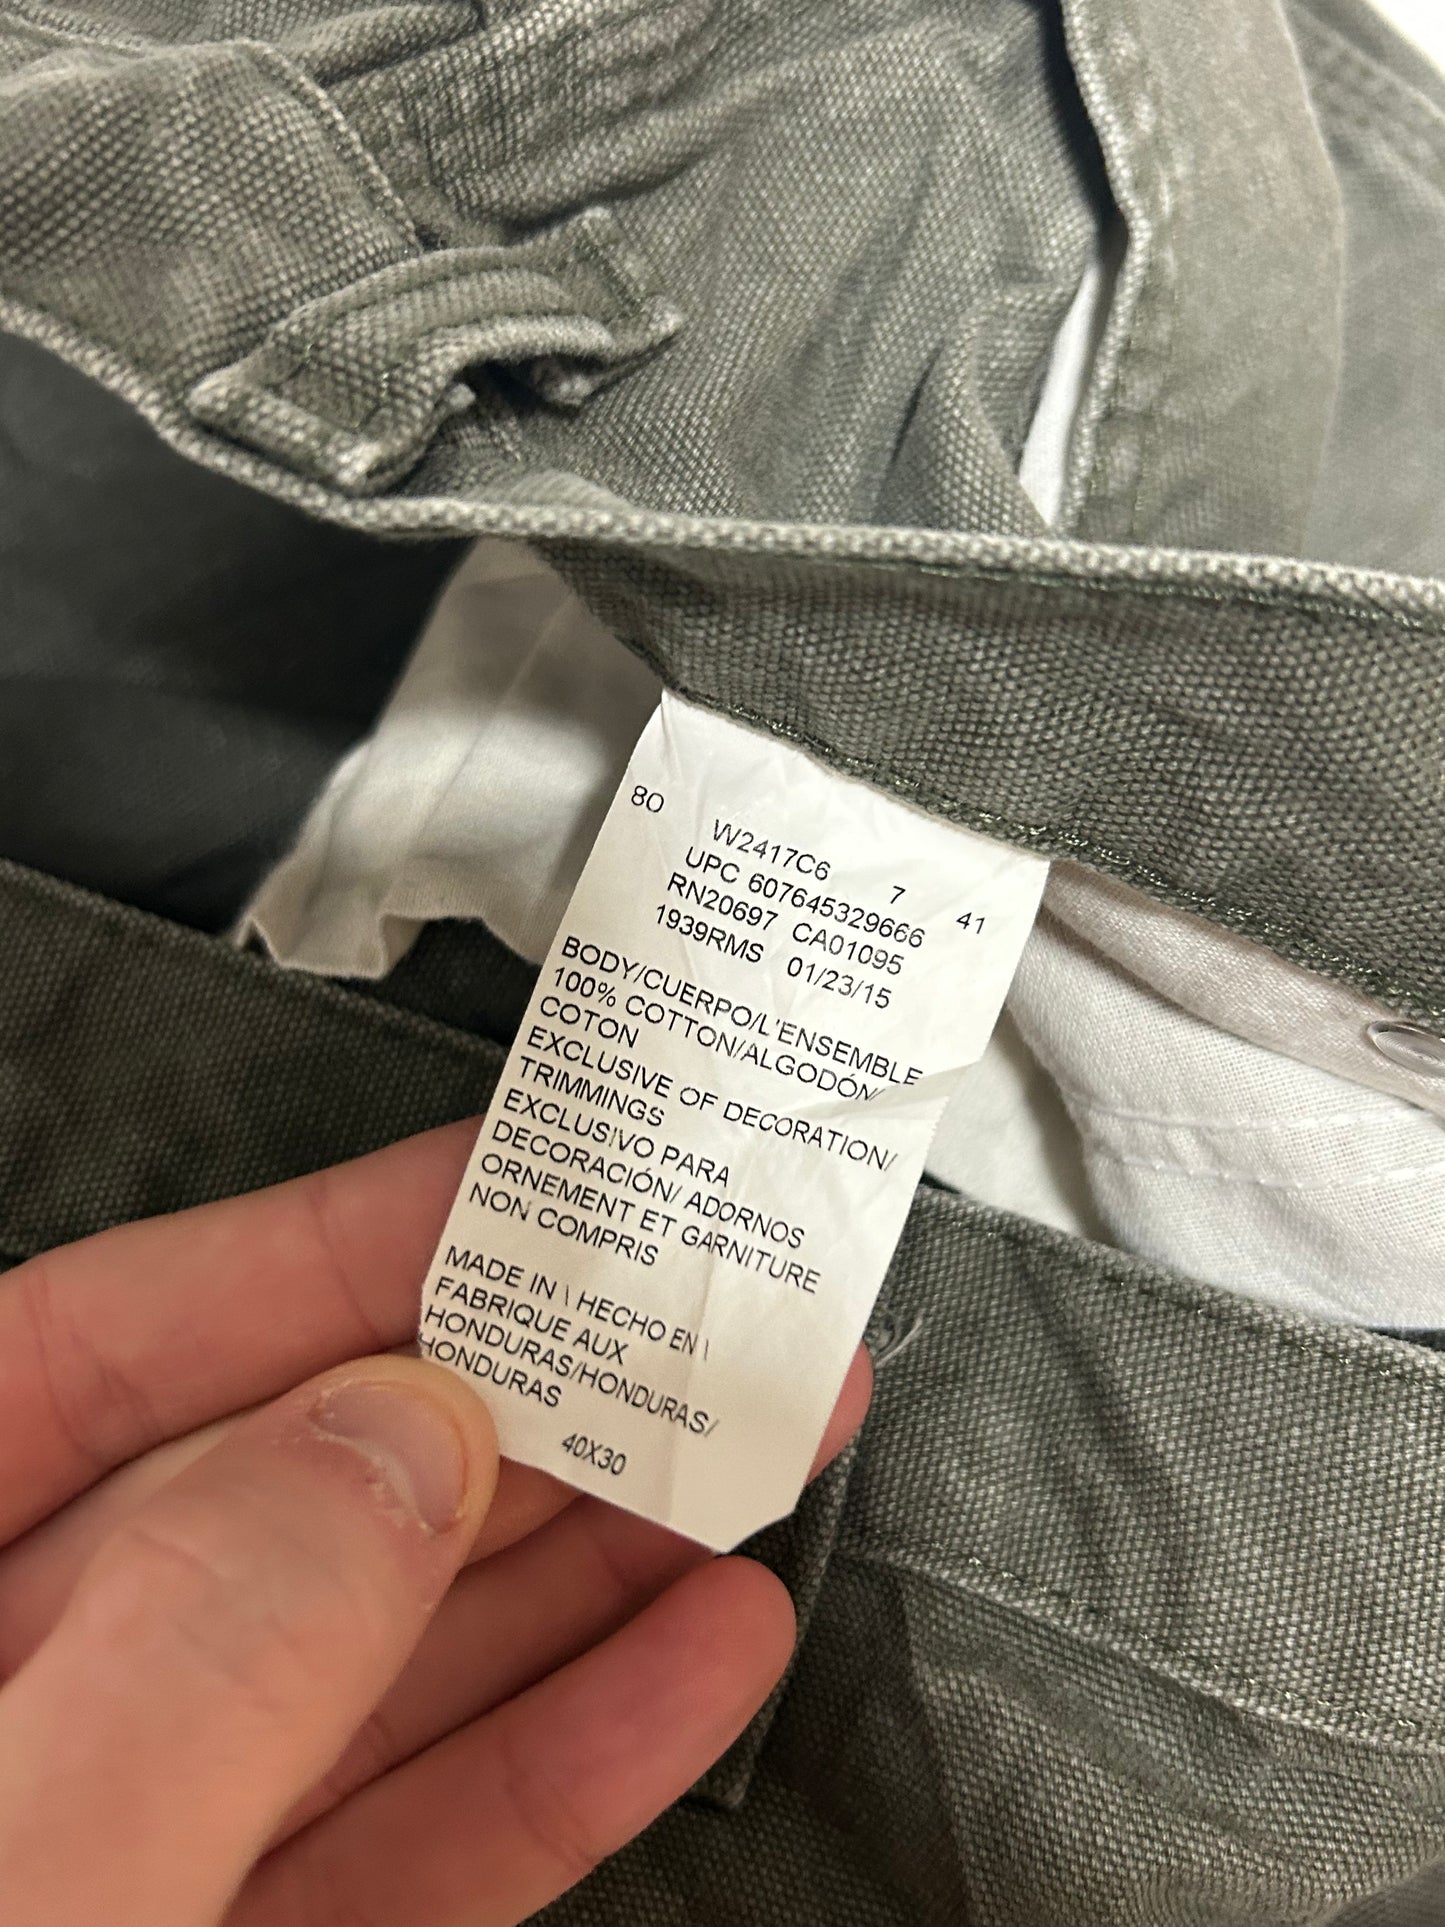 80 W2417C6 7 41
UPC 607645329666
RN20697 CA01095
1939RMS 01/23/15
BODY/CUERPO/L'ENSEMBLE
100% COTTON/ALGODÓN/
COTON
EXCLUSIVE OF DECORATION/
TRIMMINGS
EXCLUSIVO PARA
DECORACIÓN/ ADORNOS
ORNEMENT ET GARNITURE
NON COMPRIS
MADE IN \ HECHO EN \
FABRIQUE AUX
HONDURAS/HONDURAS/
HONDURAS
40X30